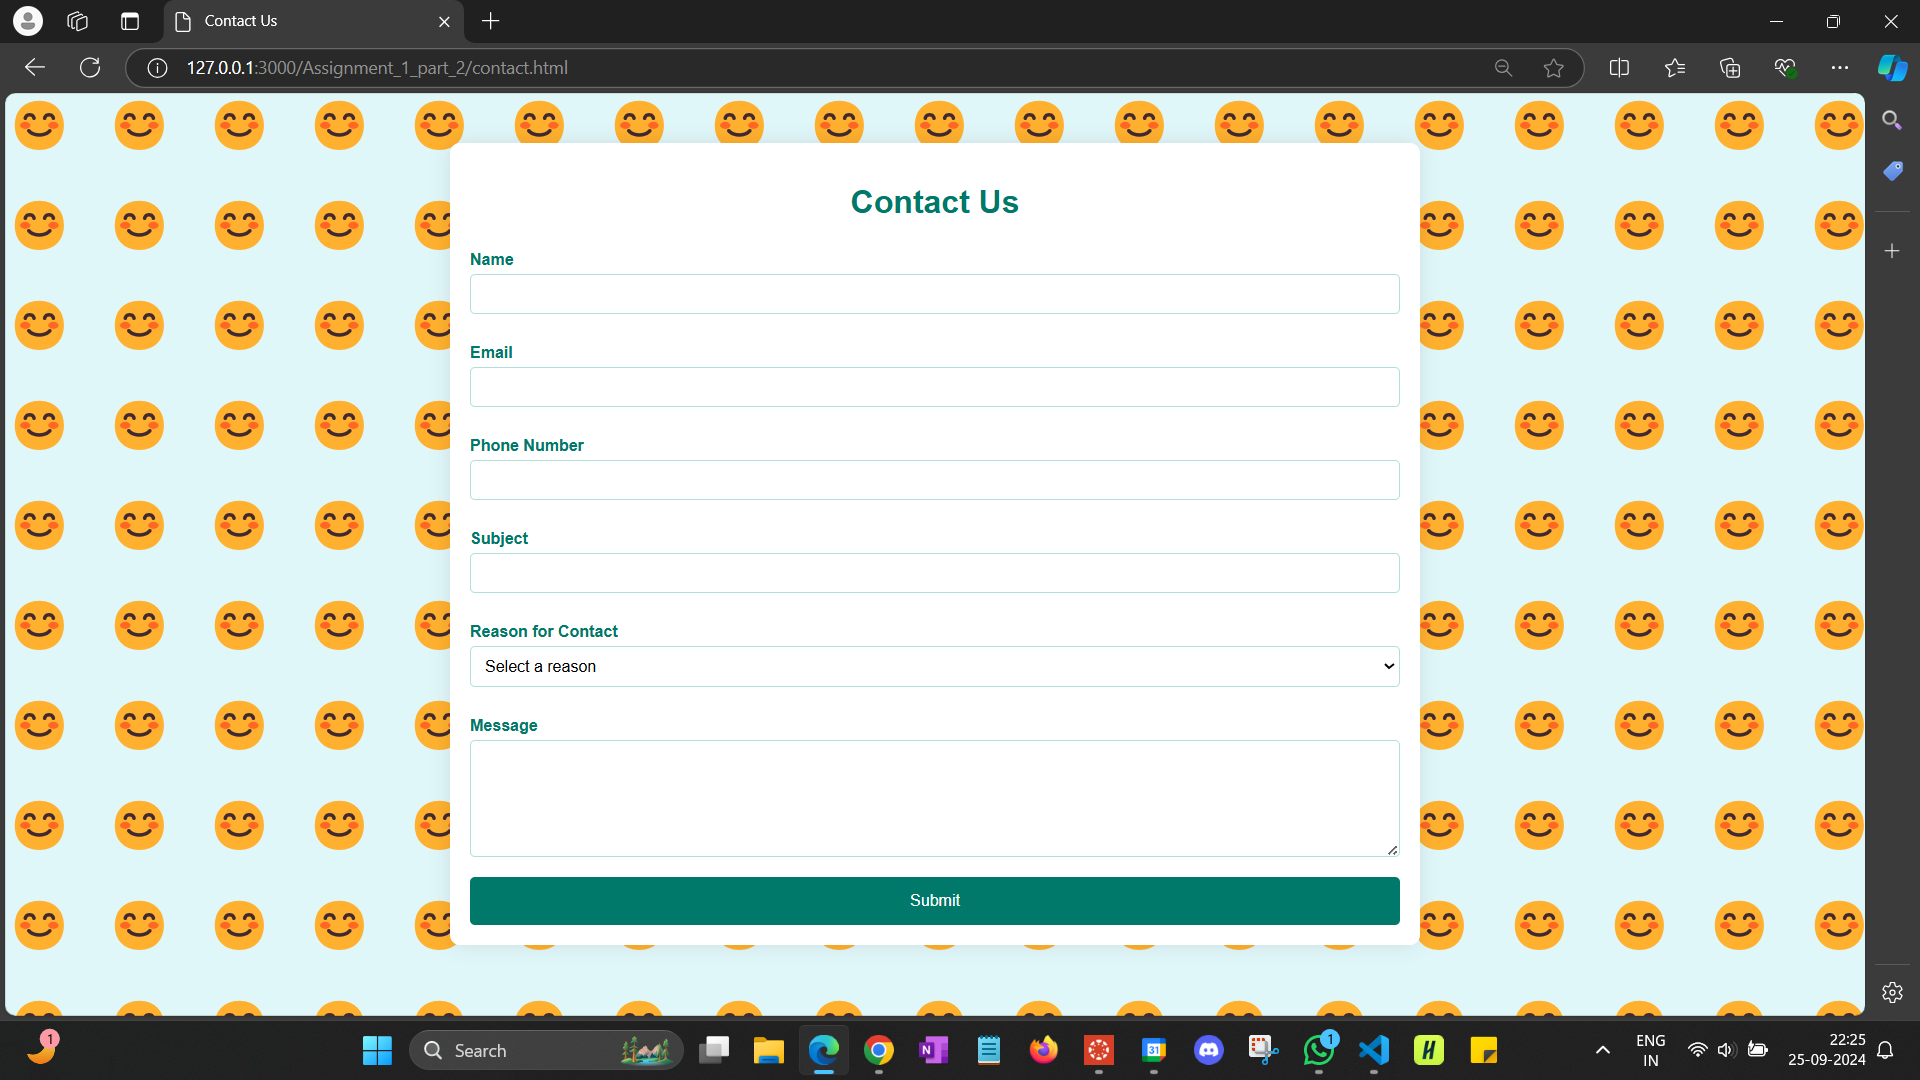 Contact Us
127.0.0.1:3000/Assignment_1_part_2/contact.html
Contact Us
Name
Email
Phone Number
Subject
Reason for Contact
Select a reason
Message
Submit
1
Search
N
31
1
H
ENG
IN
22:25
25-09-2024